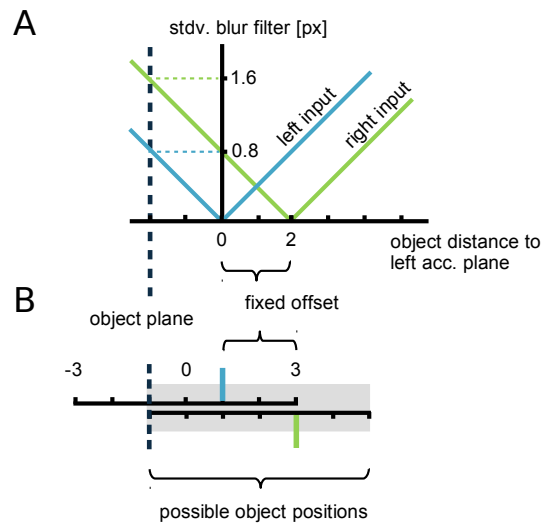 A
stdv. blur filter [px]
1.6
0.8
left input
right input
0
2
object distance to
left acc. plane
fixed offset
B
object plane
-3
0
3
possible object positions